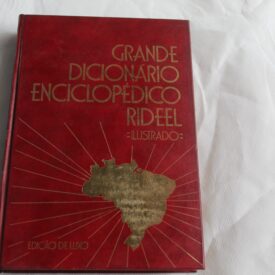 GRANDE
DICIONÁRIO
ENCICLOPÉDICO
RIDEEL
=ILUSTRADO=
EDIÇÃO DE LUXO